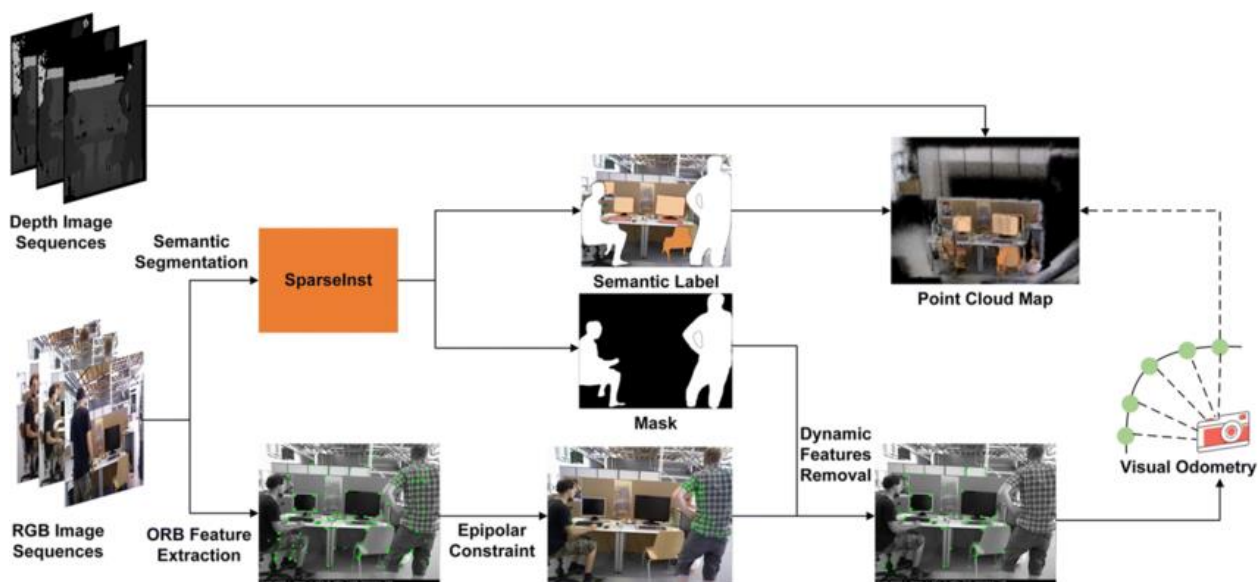 Depth Image
Sequences
Semantic
Segmentation
SparseInst
Semantic Label
Point Cloud Map
Mask
Dynamic
Features
Removal
Visual Odometry
RGB Image
Sequences
ORB Feature
Extraction
Epipolar
Constraint